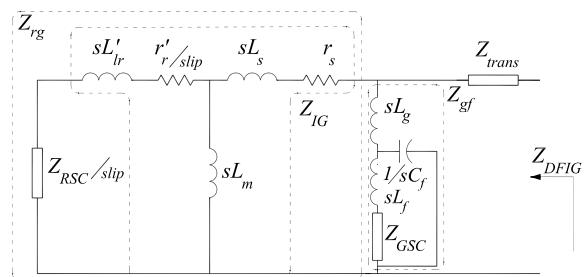 Z_rg
sL'_lr
r'_r/slip
sL_s
r_s
Z_trans
Z_gf
Z_IG
sL_g
Z_RSC/slip
sL_m
1/sC_f
sL_f
Z_GSC
Z_DFIG